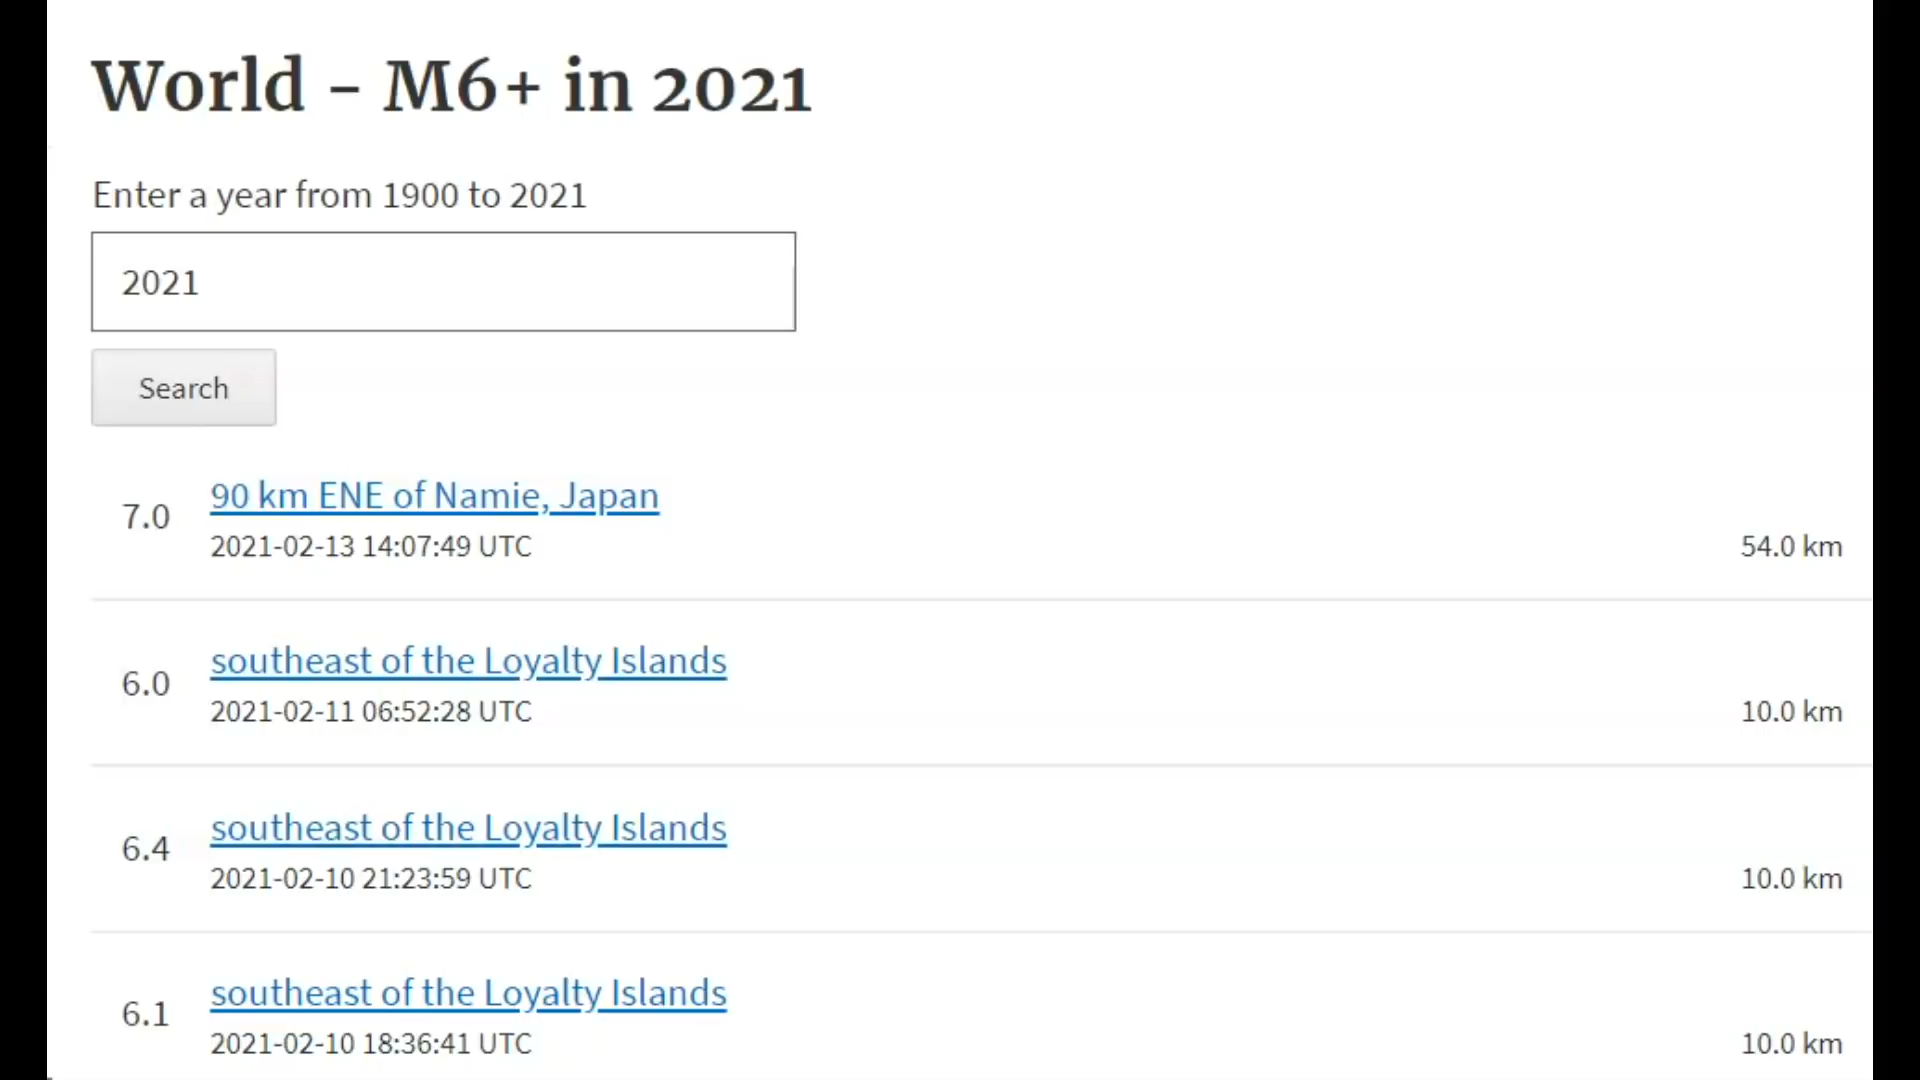 World - M6+ in 2021
Enter a year from 1900 to 2021
2021
Search
7.0
90 km ENE of Namie, Japan
2021-02-13 14:07:49 UTC
54.0 km
6.0
southeast of the Loyalty Islands
2021-02-11 06:52:28 UTC
10.0 km
6.4
southeast of the Loyalty Islands
2021-02-10 21:23:59 UTC
10.0 km
6.1
southeast of the Loyalty Islands
2021-02-10 18:36:41 UTC
10.0 km